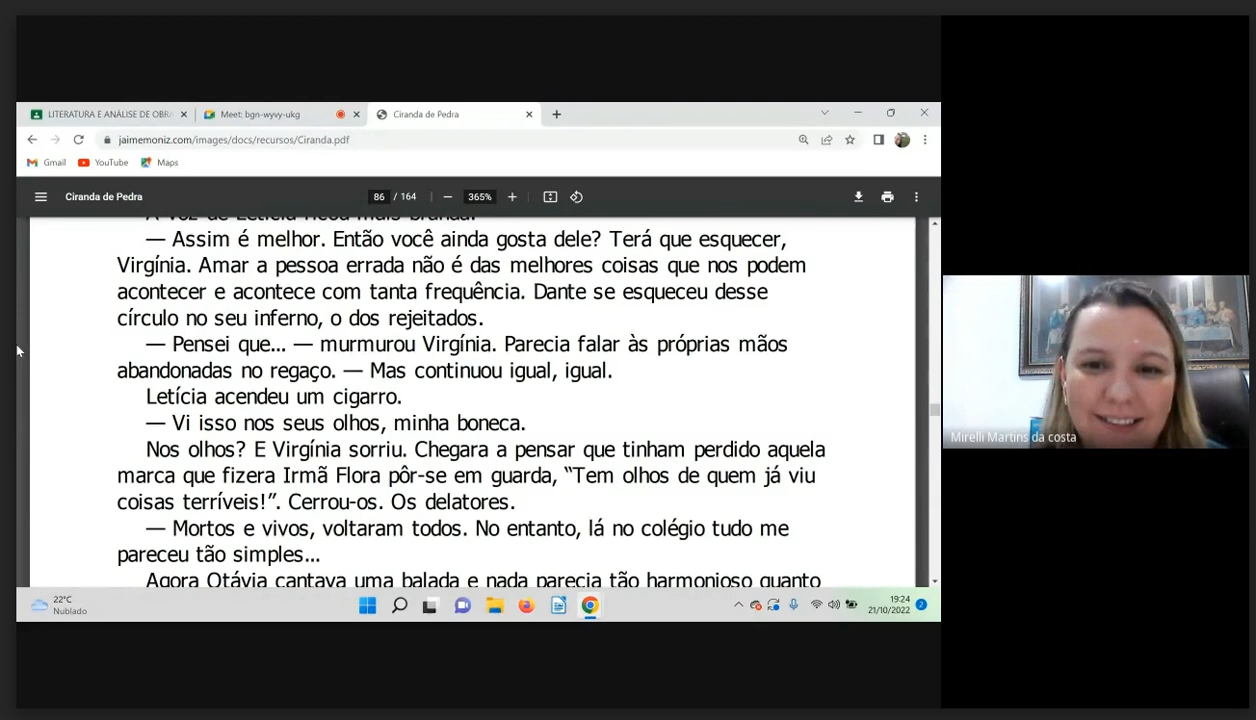 LITERATURA E ANÁLISE DE OBR
Meet: bgn-wyvy-ukg
Ciranda de Pedra
jaimemoniz.com/images/docs/recursos/Ciranda.pdf
Gmail YouTube Maps
Ciranda de Pedra 86 / 164 365%
A voz de Letícia ficou mais branda.
— Assim é melhor. Então você ainda gosta dele? Terá que esquecer,
Virgínia. Amar a pessoa errada não é das melhores coisas que nos podem
acontecer e acontece com tanta frequência. Dante se esqueceu desse
círculo no seu inferno, o dos rejeitados.
— Pensei que... — murmurou Virgínia. Parecia falar às próprias mãos
abandonadas no regaço. — Mas continuou igual, igual.
Letícia acendeu um cigarro.
— Vi isso nos seus olhos, minha boneca.
Nos olhos? E Virgínia sorriu. Chegara a pensar que tinham perdido aquela
marca que fizera Irmã Flora pôr-se em guarda, “Tem olhos de quem já viu
coisas terríveis!”. Cerrou-os. Os delatores.
— Mortos e vivos, voltaram todos. No entanto, lá no colégio tudo me
pareceu tão simples...
Agora Otávia cantava uma balada e nada parecia tão harmonioso quanto
Mirelli Martins da costa
22°C
Nublado
19:24
21/10/2022
2